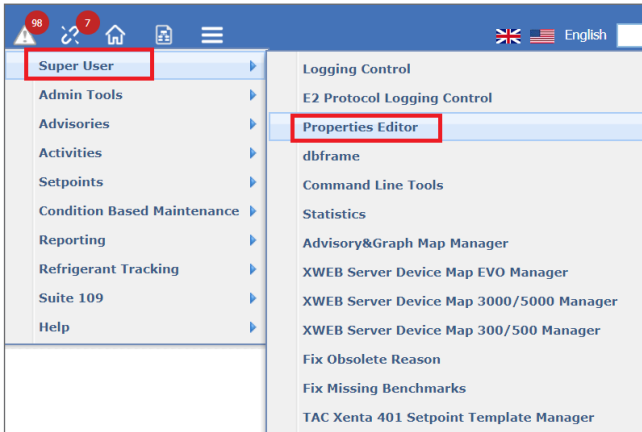 98
7
English
Super User
Admin Tools
Advisories
Activities
Setpoints
Condition Based Maintenance
Reporting
Refrigerant Tracking
Suite 109
Help
Logging Control
E2 Protocol Logging Control
Properties Editor
dbframe
Command Line Tools
Statistics
Advisory&Graph Map Manager
XWEB Server Device Map EVO Manager
XWEB Server Device Map 3000/5000 Manager
XWEB Server Device Map 300/500 Manager
Fix Obsolete Reason
Fix Missing Benchmarks
TAC Xenta 401 Setpoint Template Manager